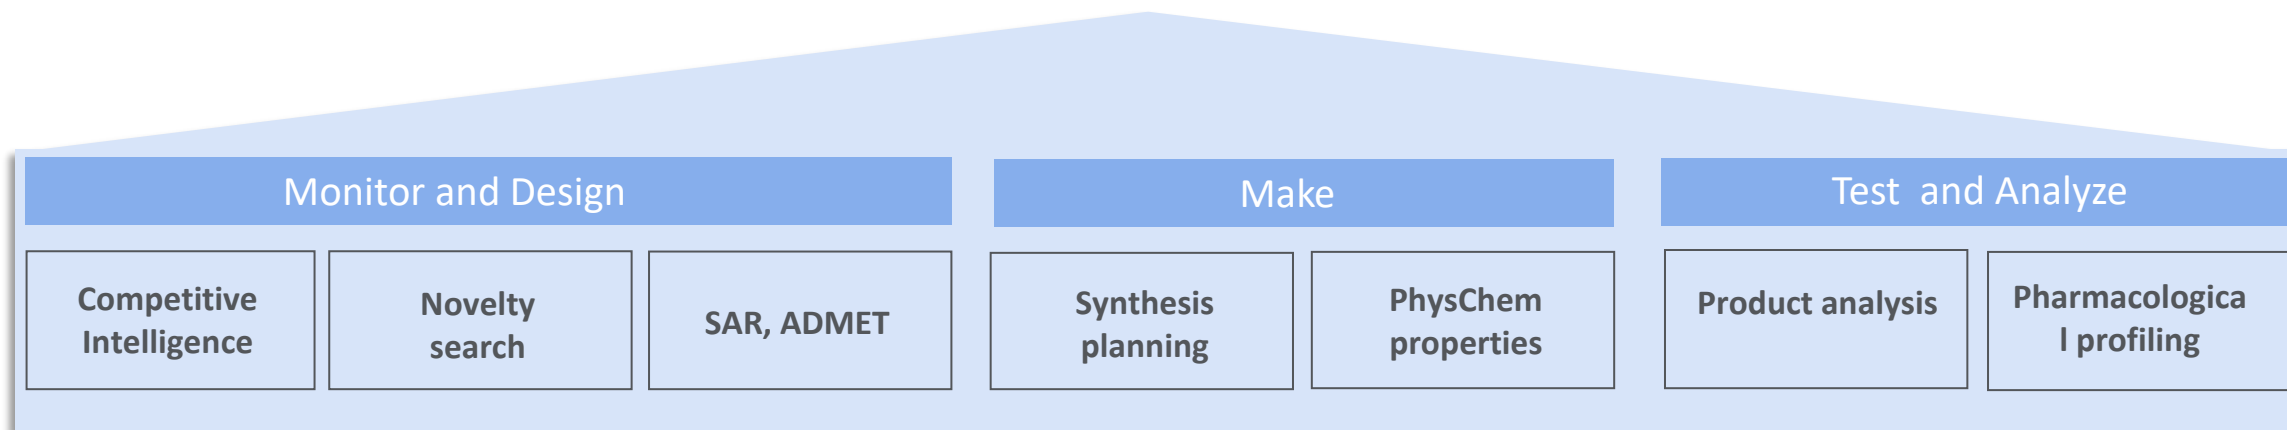 Monitor and Design
Make
Test  and Analyze
Competitive
Intelligence
Novelty
search
SAR, ADMET
Synthesis
planning
PhysChem
properties
Product analysis
Pharmacologica
l profiling